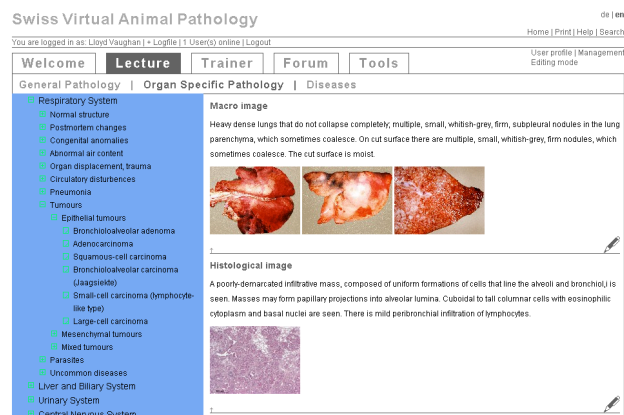 Swiss Virtual Animal Pathology
de | en
Home | Print | Help | Search
You are logged in as: Lloyd Vaughan | + Logfile | 1 User(s) online | Logout
User profile | Management
Editing mode
Welcome
Lecture
Trainer
Forum
Tools
General Pathology | Organ Specific Pathology | Diseases
Respiratory System
Normal structure
Postmortem changes
Congenital anomalies
Abnormal air content
Organ displacement, trauma
Circulatory disturbences
Pneumonia
Tumours
Epithelial tumours
Bronchioloalveolar adenoma
Adenocarcinoma
Squamous-cell carcinoma
Bronchioloalveolar carcinoma
(Jaagsiekte)
Small-cell carcinoma (lymphocyte-
like type)
Large-cell carcinoma
Mesenchymal tumours
Mixed tumours
Parasites
Uncommon diseases
Liver and Biliary System
Urinary System
Central Nervous System
Macro image
Heavy dense lungs that do not collapse completely; multiple, small, whitish-grey, firm, subpleural nodules in the lung
parenchyma, which sometimes coalesce. On cut surface there are multiple, small, whitish-grey, firm nodules, which
sometimes coalesce. The cut surface is moist.
↑
Histological image
A poorly-demarcated infiltrative mass, composed of uniform formations of cells that line the alveoli and bronchiol,i is
seen. Masses may form papillary projections into alveolar lumina. Cuboidal to tall columnar cells with eosinophilic
cytoplasm and basal nuclei are seen. There is mild peribronchial infiltration of lymphocytes.
↑